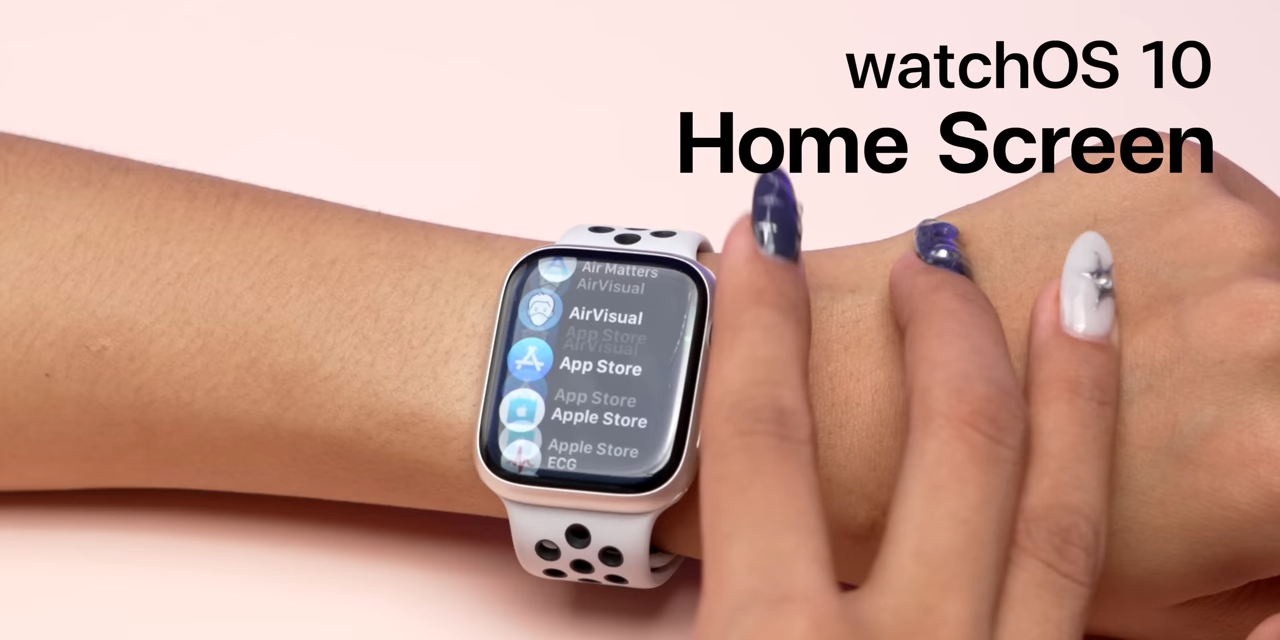 watchOS 10
Home Screen
Air Matters
AirVisual
AirVisual
App Store
AirVisual
App Store
App Store
Apple Store
Apple Store
ECG